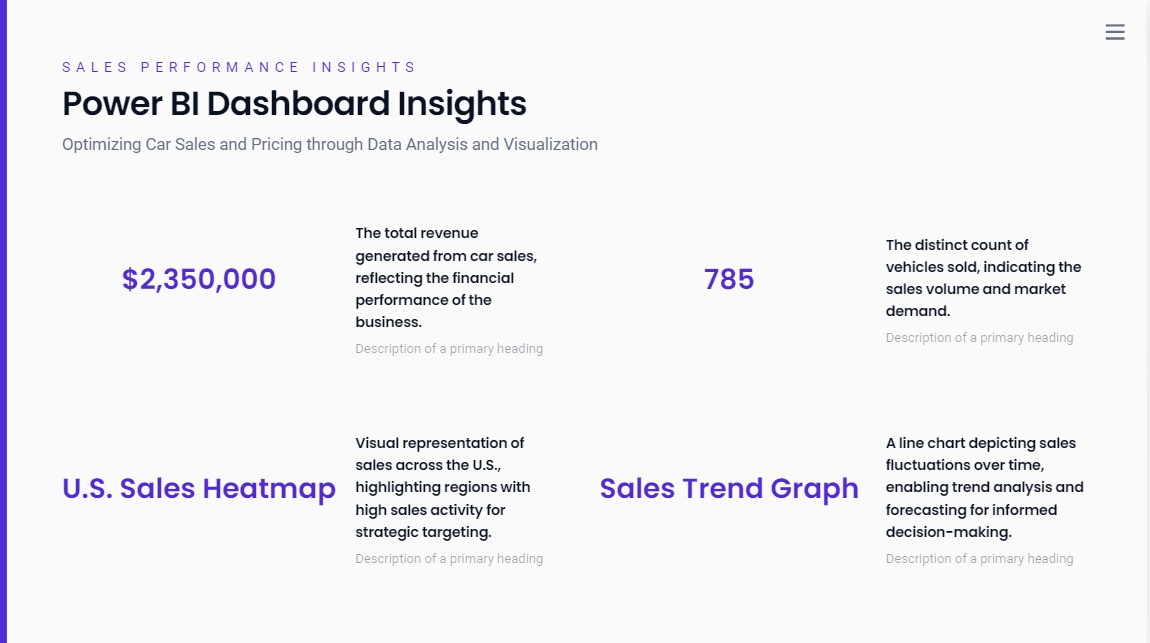 SALES PERFORMANCE INSIGHTS
Power BI Dashboard Insights
Optimizing Car Sales and Pricing through Data Analysis and Visualization
$2,350,000
The total revenue
generated from car sales,
reflecting the financial
performance of the
business.
Description of a primary heading
785
The distinct count of
vehicles sold, indicating the
sales volume and market
demand.
Description of a primary heading
U.S. Sales Heatmap
Visual representation of
sales across the U.S.,
highlighting regions with
high sales activity for
strategic targeting.
Description of a primary heading
Sales Trend Graph
A line chart depicting sales
fluctuations over time,
enabling trend analysis and
forecasting for informed
decision-making.
Description of a primary heading